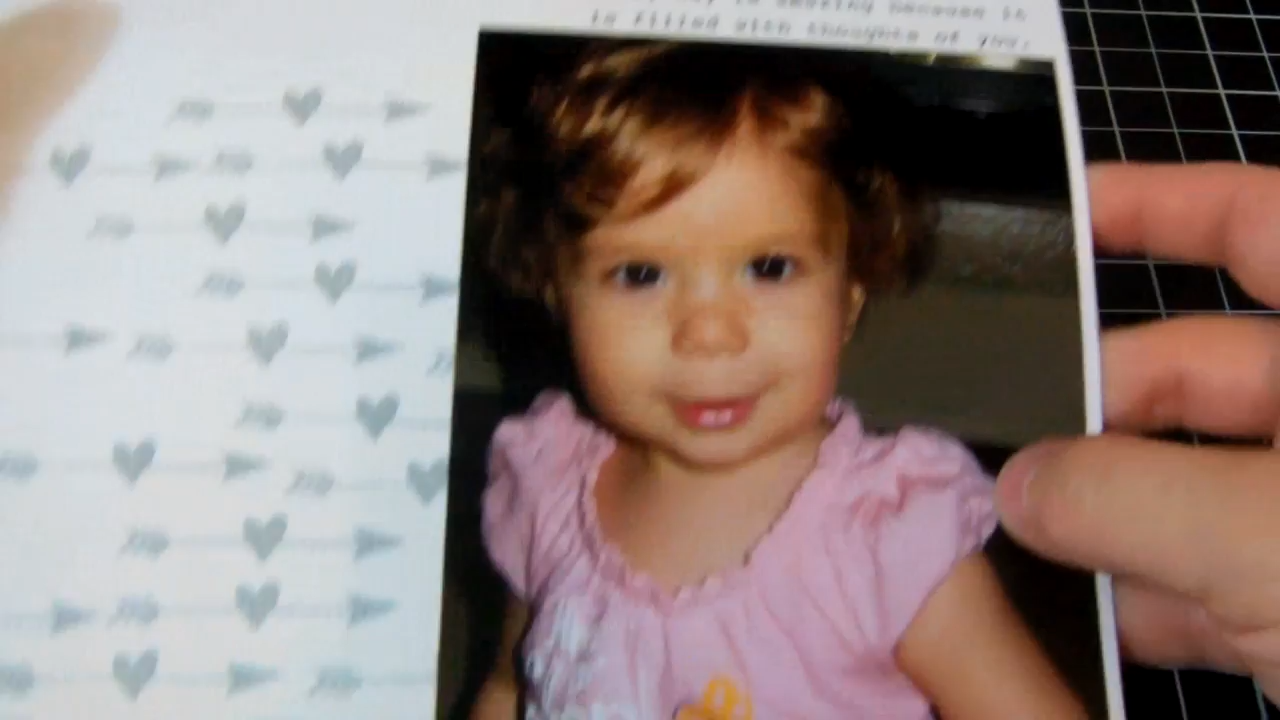 is amazing because it
is filled with thoughts of you.